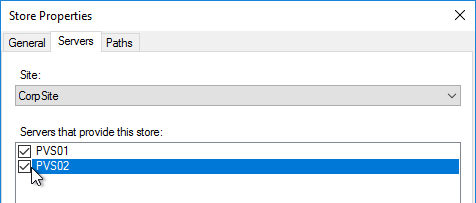 Store Properties
General Servers Paths
Site:
CorpSite
Servers that provide this store:
PVS01
PVS02